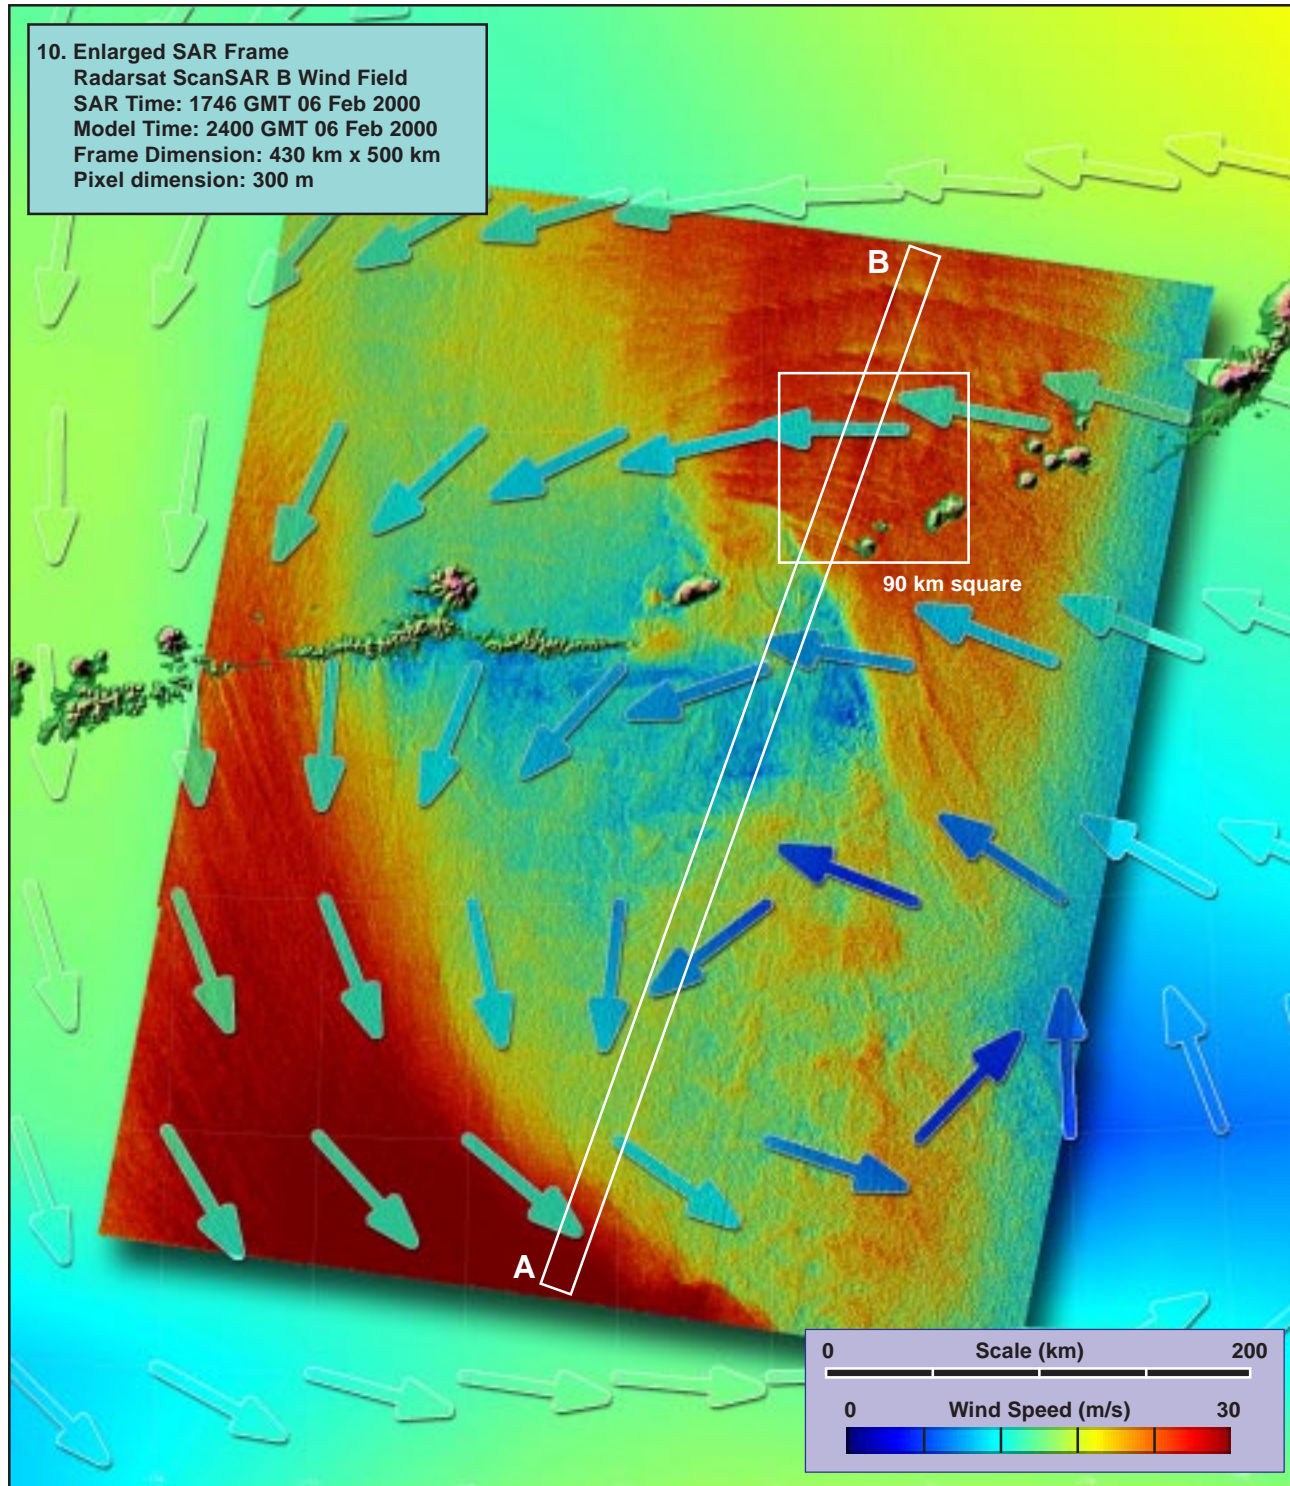 10. Enlarged SAR Frame
Radarsat ScanSAR B Wind Field
SAR Time: 1746 GMT 06 Feb 2000
Model Time: 2400 GMT 06 Feb 2000
Frame Dimension: 430 km x 500 km
Pixel dimension: 300 m
B
90 km square
A
0 Scale (km) 200
0 Wind Speed (m/s) 30